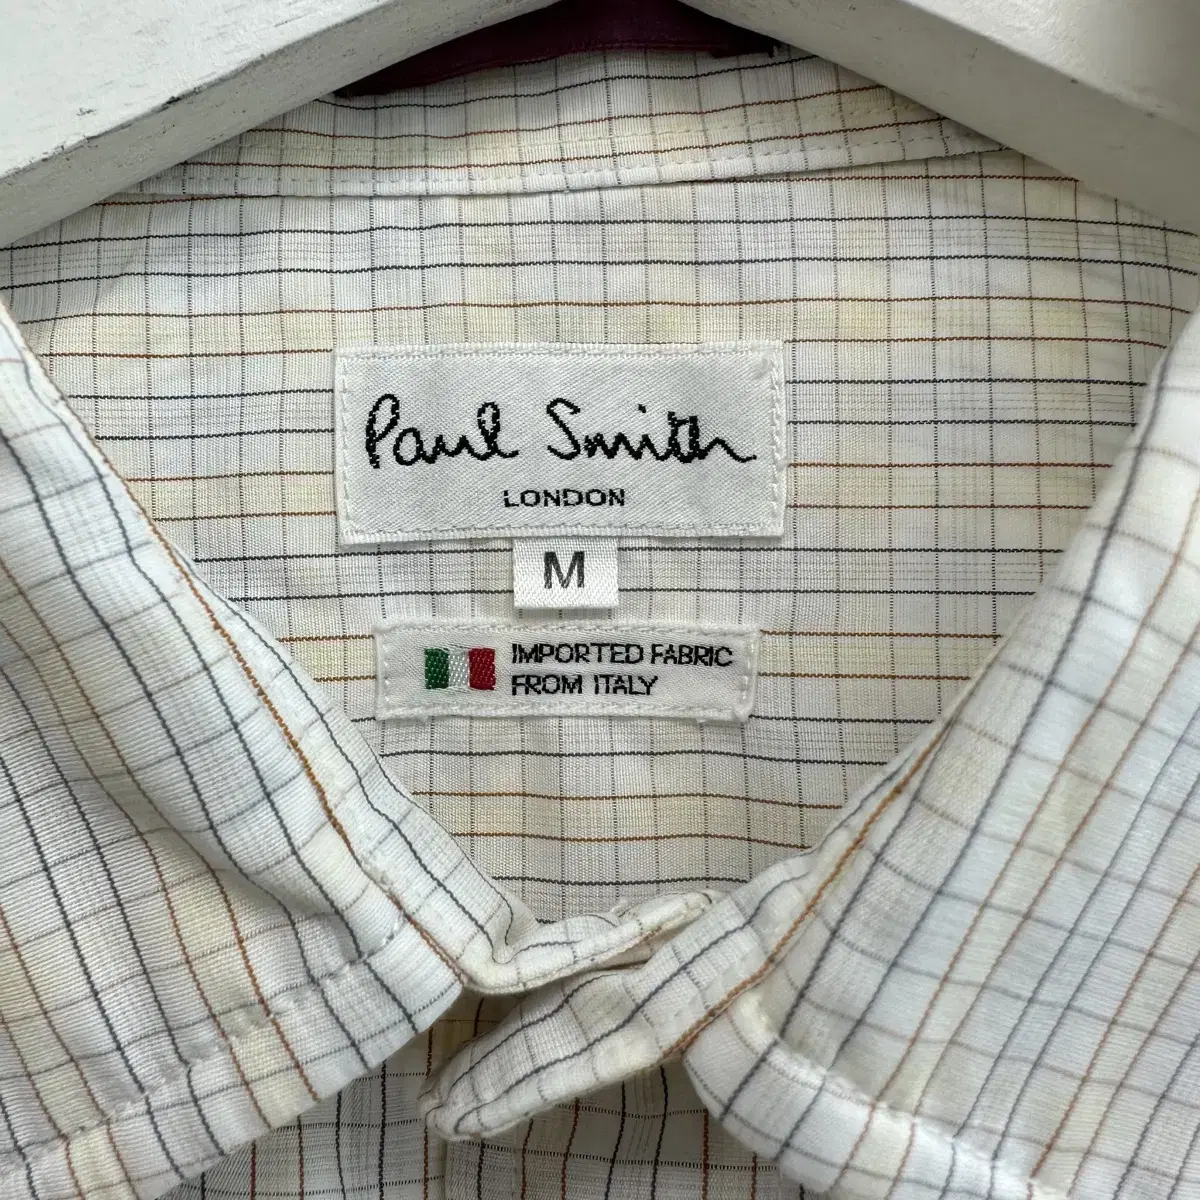 Paul Smith
LONDON
M
IMPORTED FABRIC
FROM ITALY